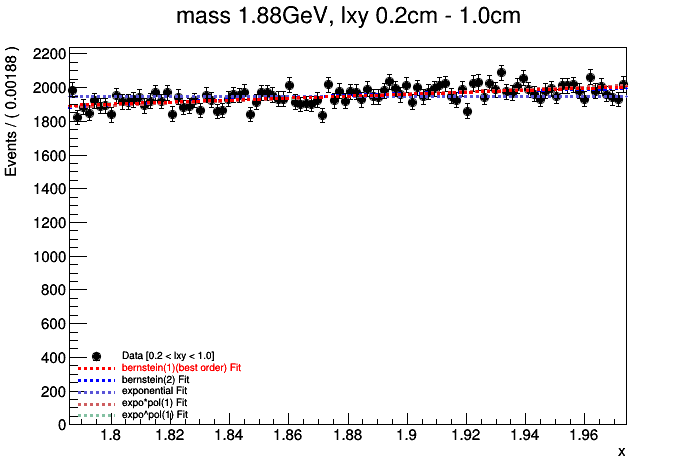 mass 1.88GeV, lxy 0.2cm - 1.0cm
Events / ( 0.00188 )
2200
2000
1800
1600
1400
1200
1000
800
600
400
200
0
Data [0.2 < lxy < 1.0]
bernstein(1)(best order) Fit
bernstein(2) Fit
exponential Fit
expo*pol(1) Fit
expo^pol(1) Fit
1.8 1.82 1.84 1.86 1.88 1.9 1.92 1.94 1.96
x